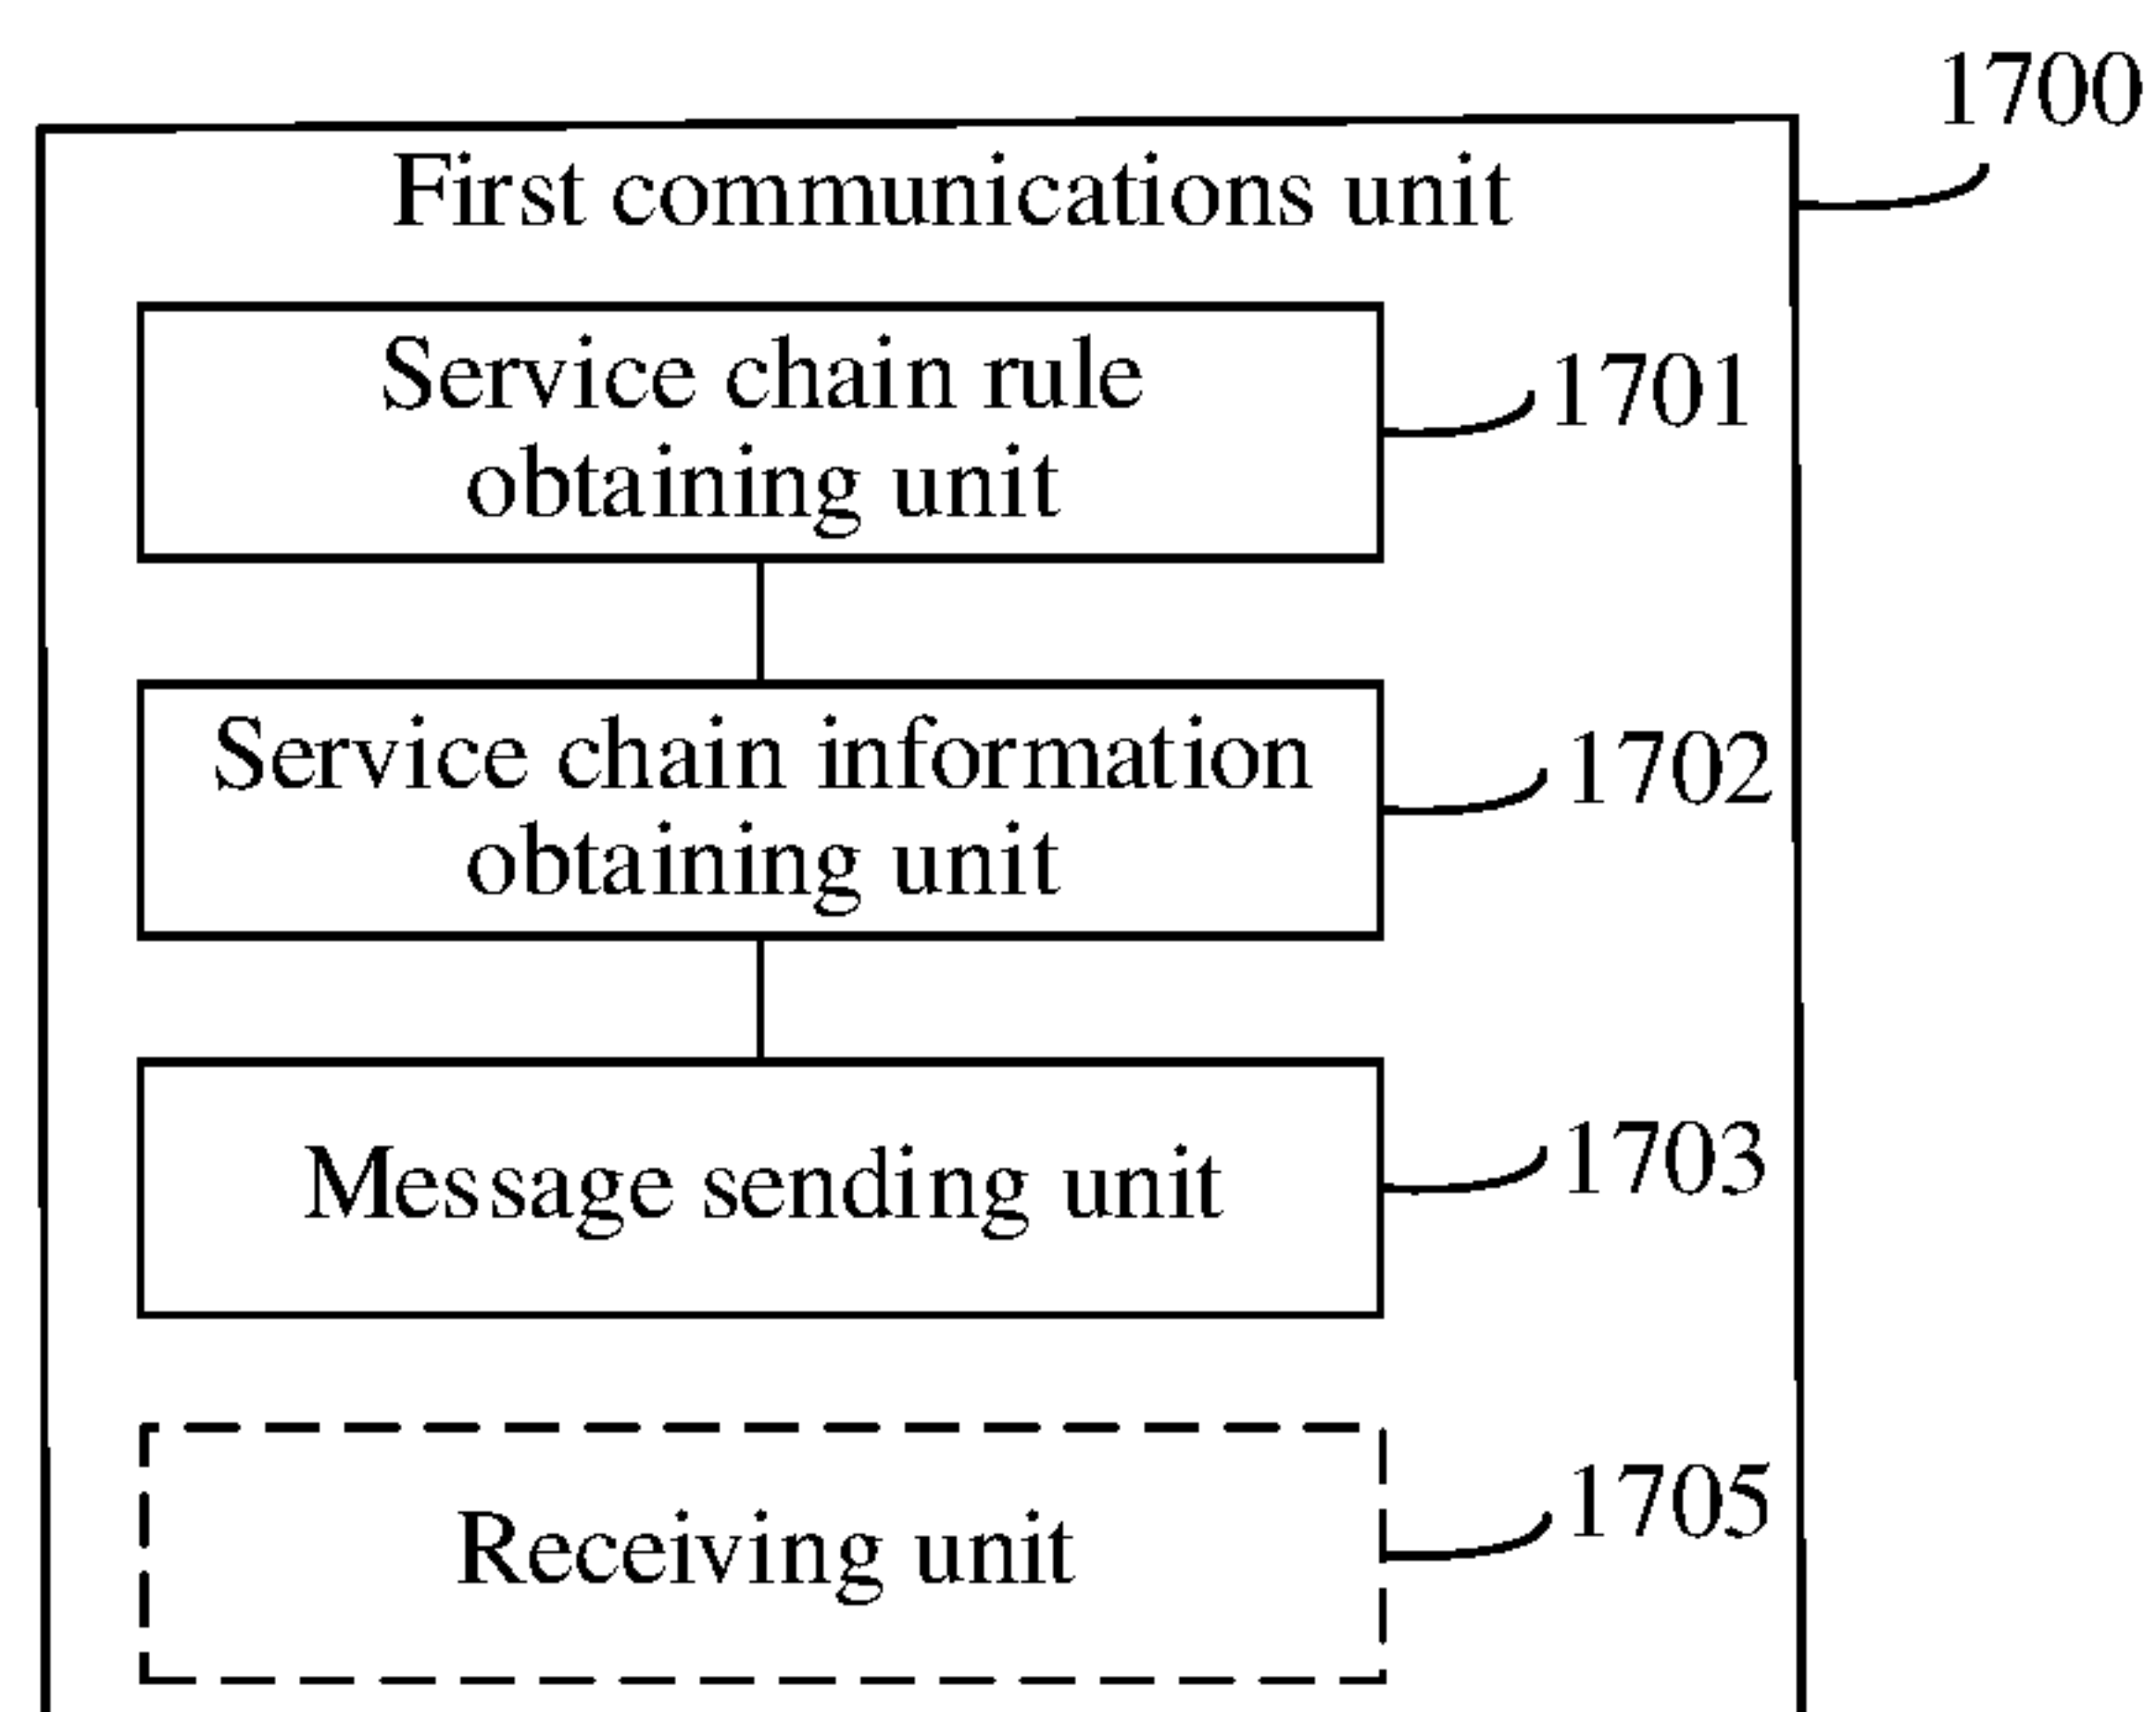 1700
First communications unit
Service chain rule
obtaining unit
1701
Service chain information
obtaining unit
1702
Message sending unit
1703
Receiving unit
1705